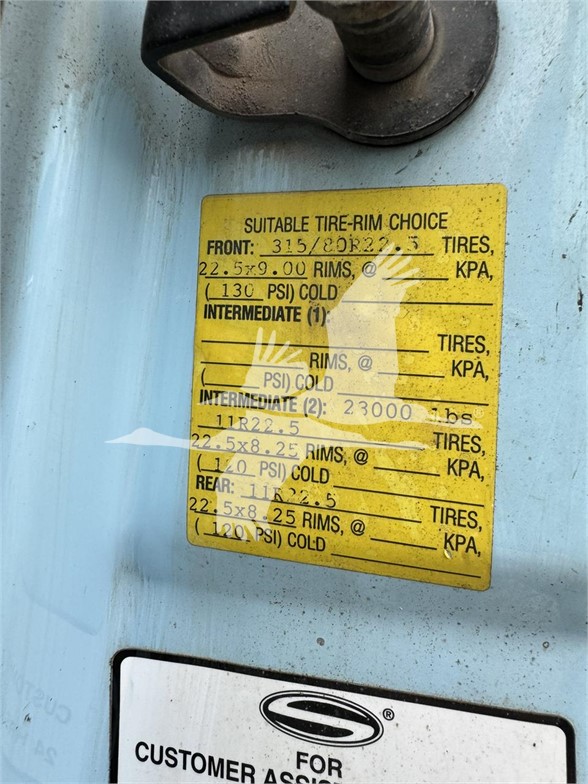 SUITABLE TIRE-RIM CHOICE
FRONT: 315/80R22.5 TIRES,
22.5x9.00 RIMS, @ KPA,
( 130 PSI) COLD
INTERMEDIATE (1):
TIRES,
RIMS, @ KPA,
( PSI) COLD
INTERMEDIATE (2): 23000 lbs
11R22.5 TIRES,
22.5x8.25 RIMS, @ KPA,
( 120 PSI) COLD
REAR: 11R22.5 TIRES,
22.5x8.25 RIMS, @ KPA,
( 120 PSI) COLD
S ®
FOR
CUSTOMER